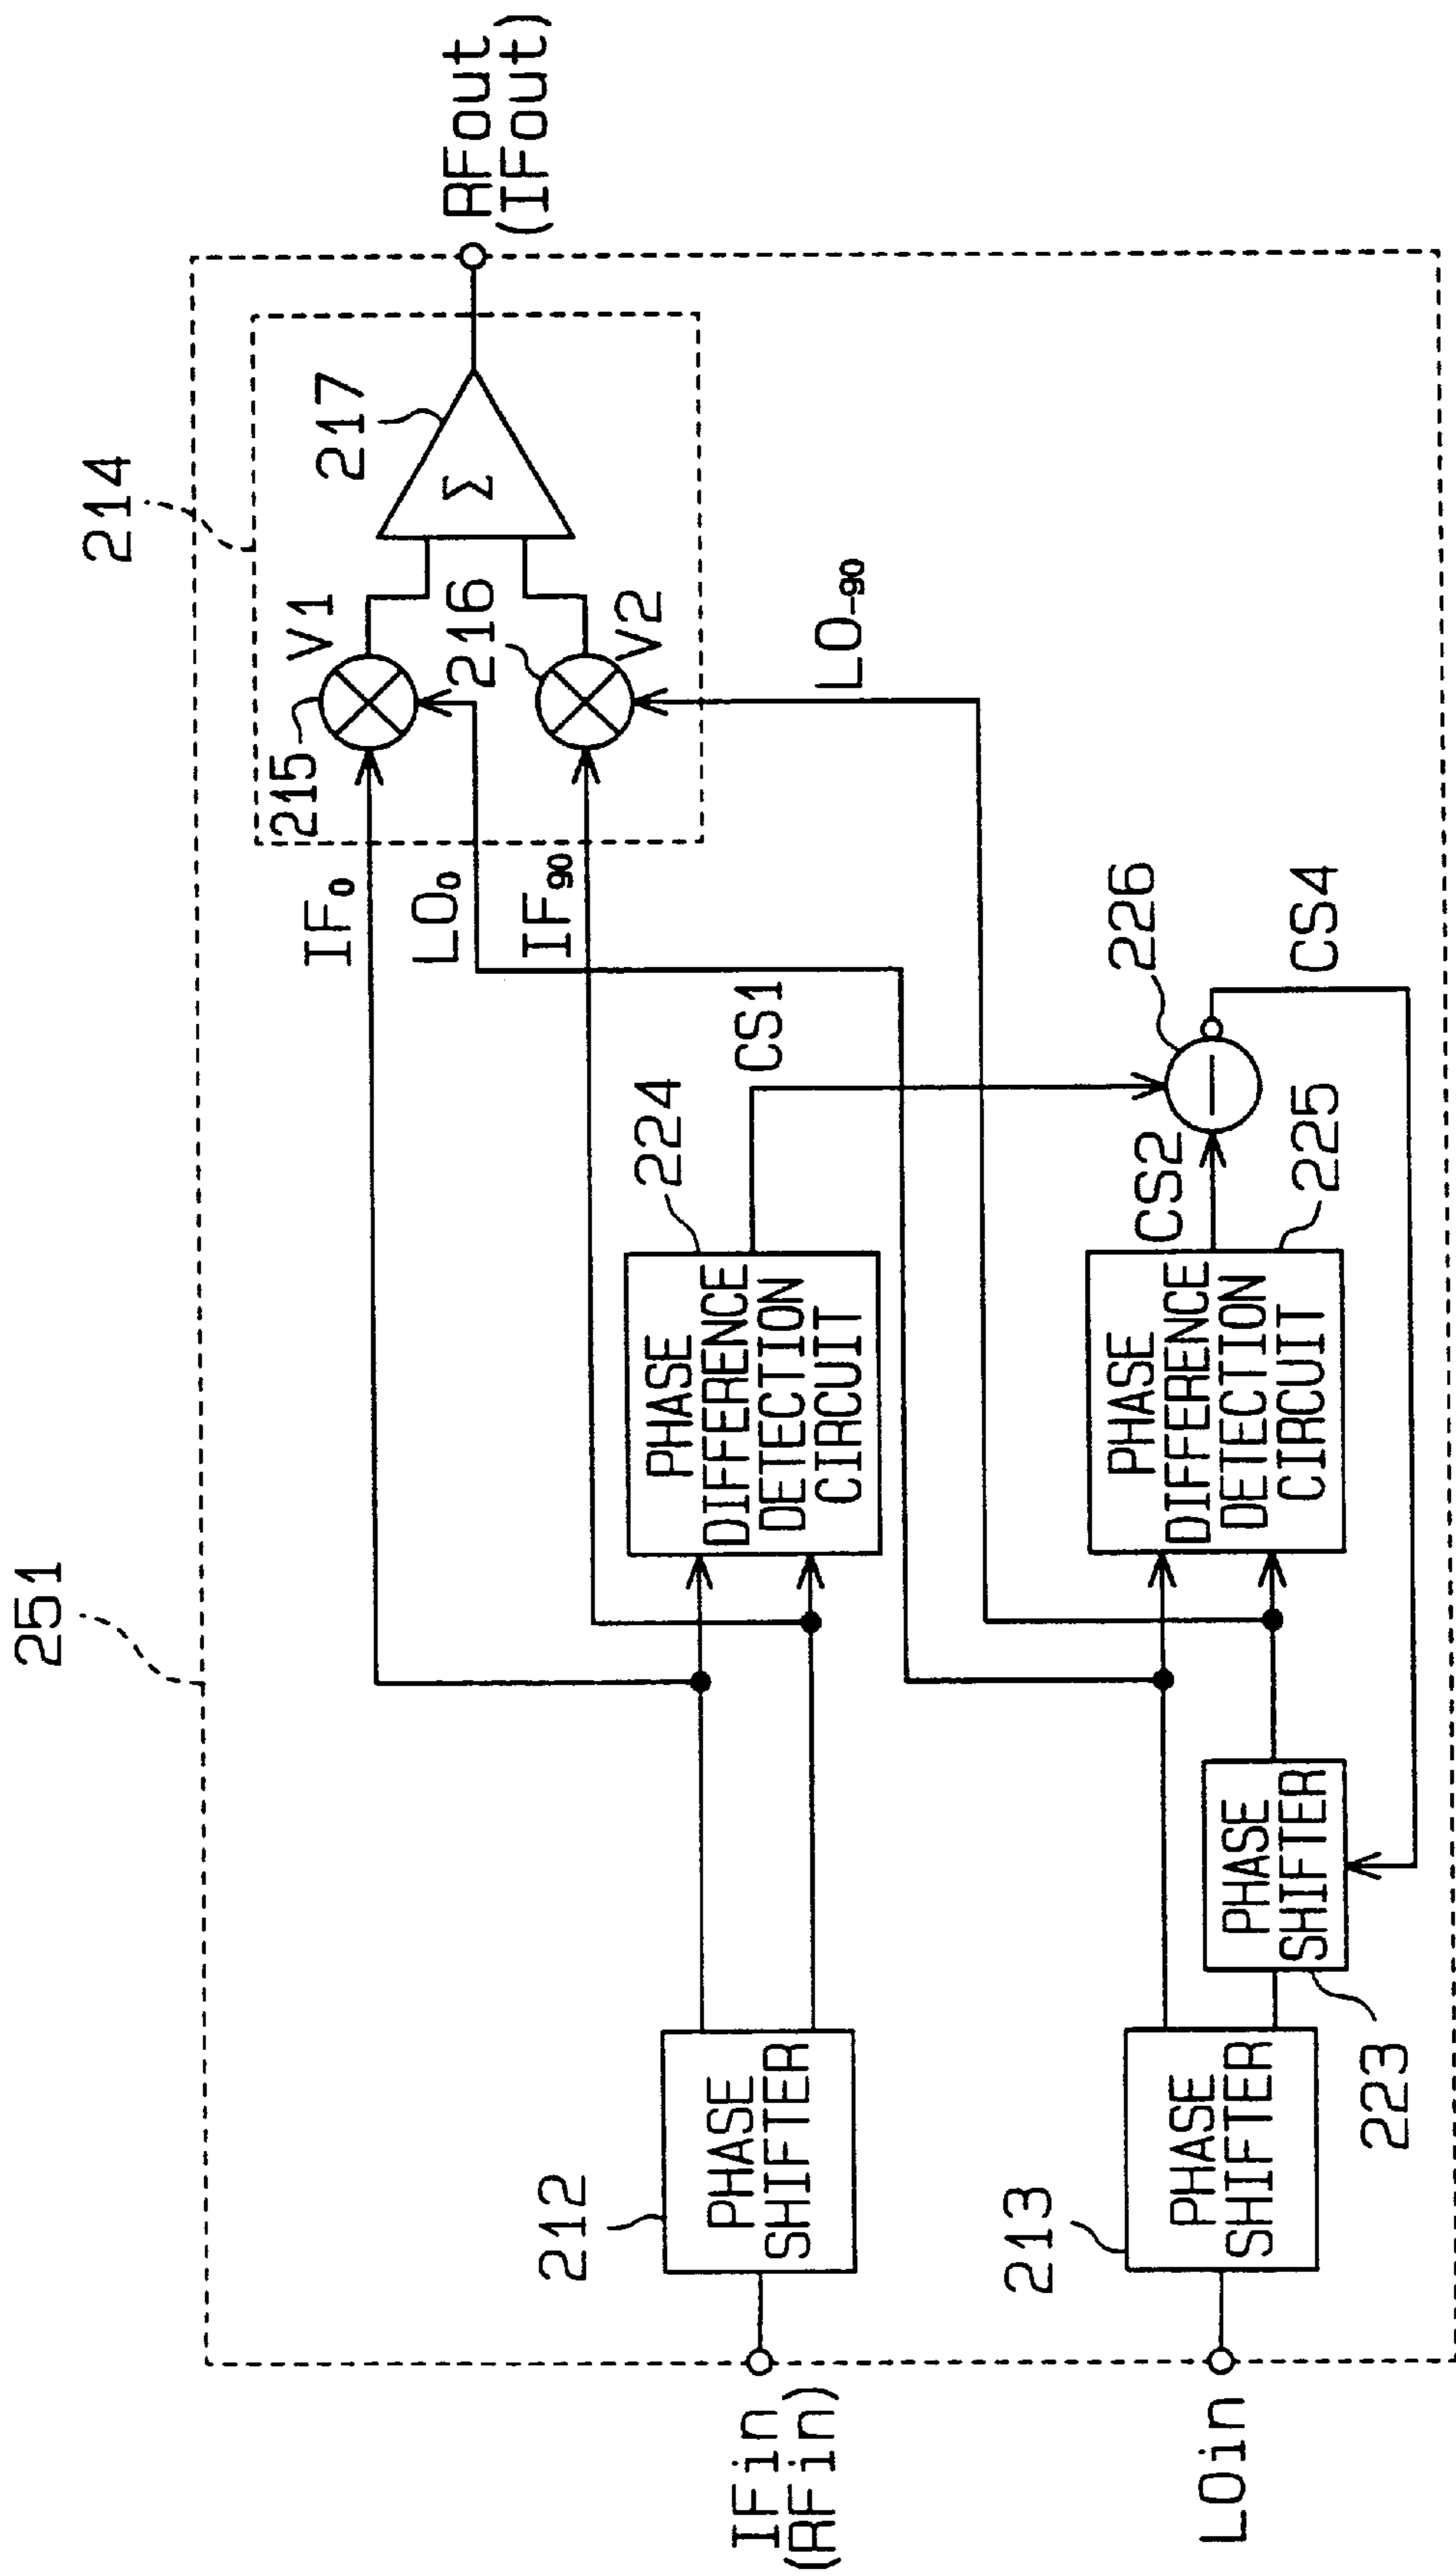 251
214
217
Σ
RFout
(IFout)
215
V1
216
V2
IF₀
LO₀
IF₉₀
LO₋₉₀
CS1
224
PHASE
DIFFERENCE
DETECTION
CIRCUIT
212
PHASE
SHIFTER
IFin
(RFin)
226
CS4
CS2
225
PHASE
DIFFERENCE
DETECTION
CIRCUIT
PHASE
SHIFTER
223
213
PHASE
SHIFTER
LOin